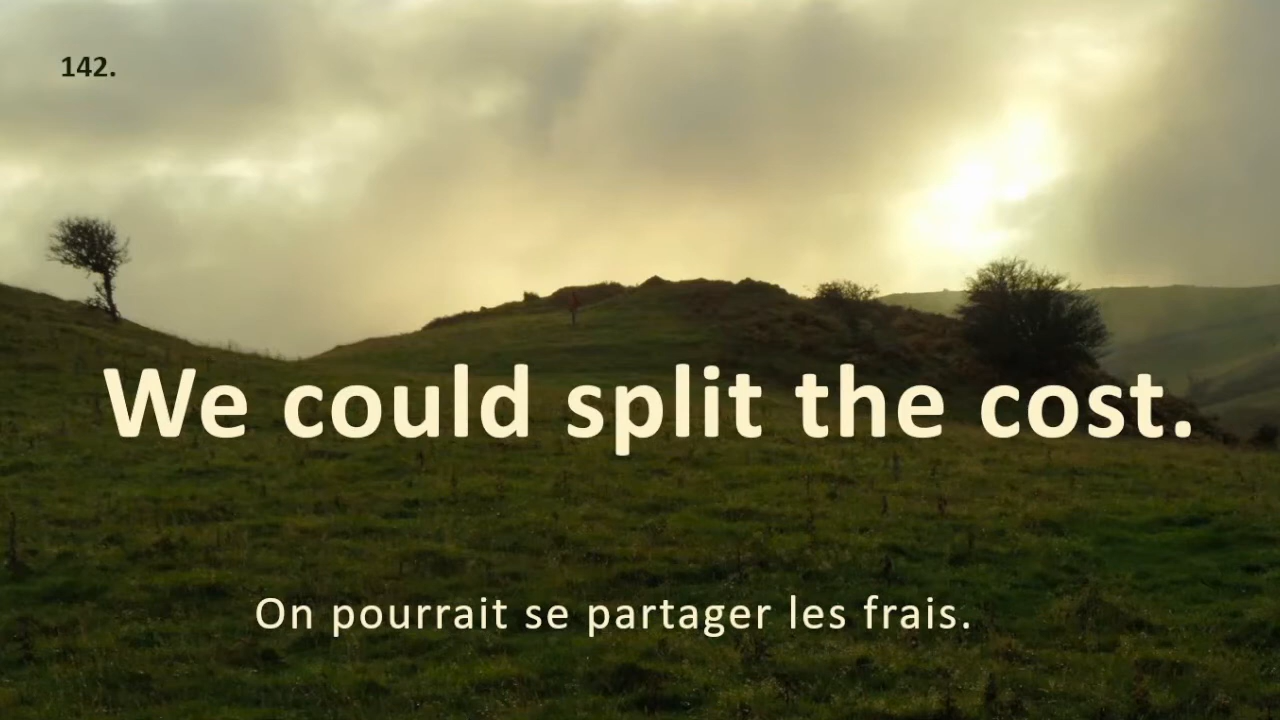 142.
We could split the cost.
On pourrait se partager les frais.